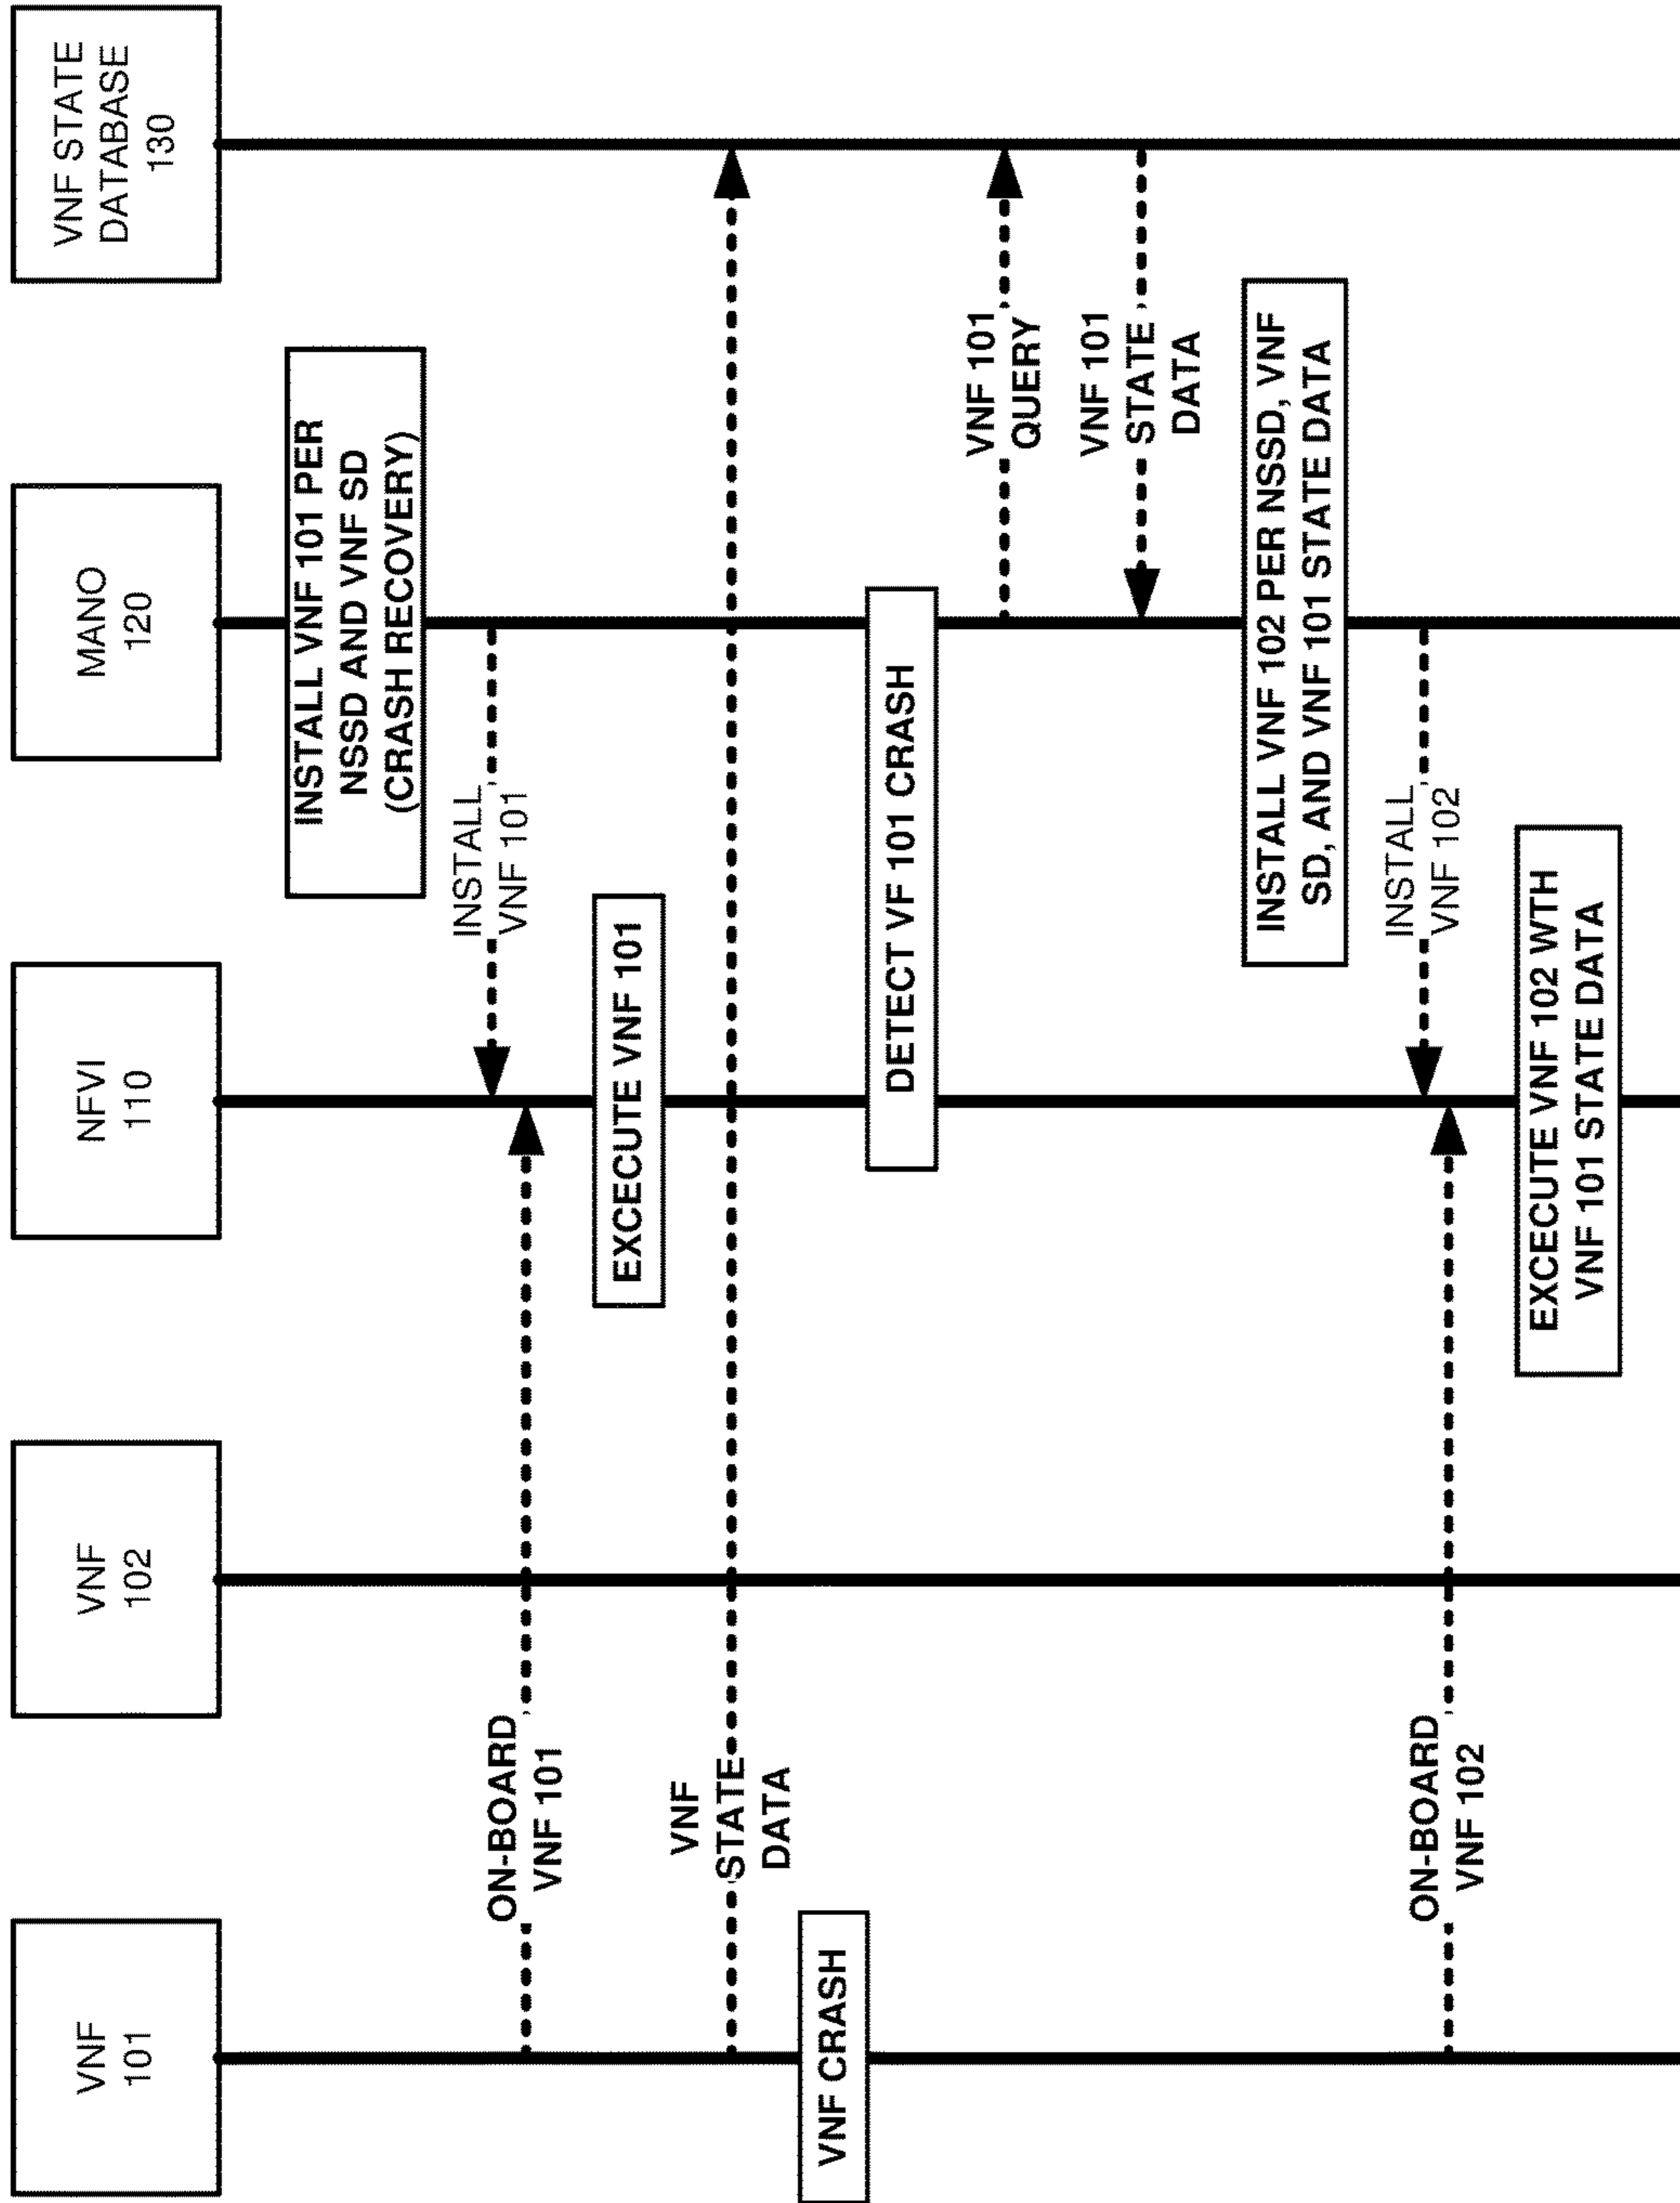 VNF
101
VNF
102
NFVI
110
MANO
120
VNF STATE
DATABASE
130
INSTALL VNF 101 PER
NSSD AND VNF SD
(CRASH RECOVERY)
INSTALL
VNF 101
ON-BOARD
VNF 101
EXCECUTE VNF 101
VNF
STATE
DATA
VNF CRASH
DETECT VF 101 CRASH
VNF 101
QUERY
VNF 101
STATE
DATA
INSTALL VNF 102 PER NSSD, VNF
SD, AND VNF 101 STATE DATA
INSTALL
VNF 102
ON-BOARD
VNF 102
EXCECUTE VNF 102 WTH
VNF 101 STATE DATA